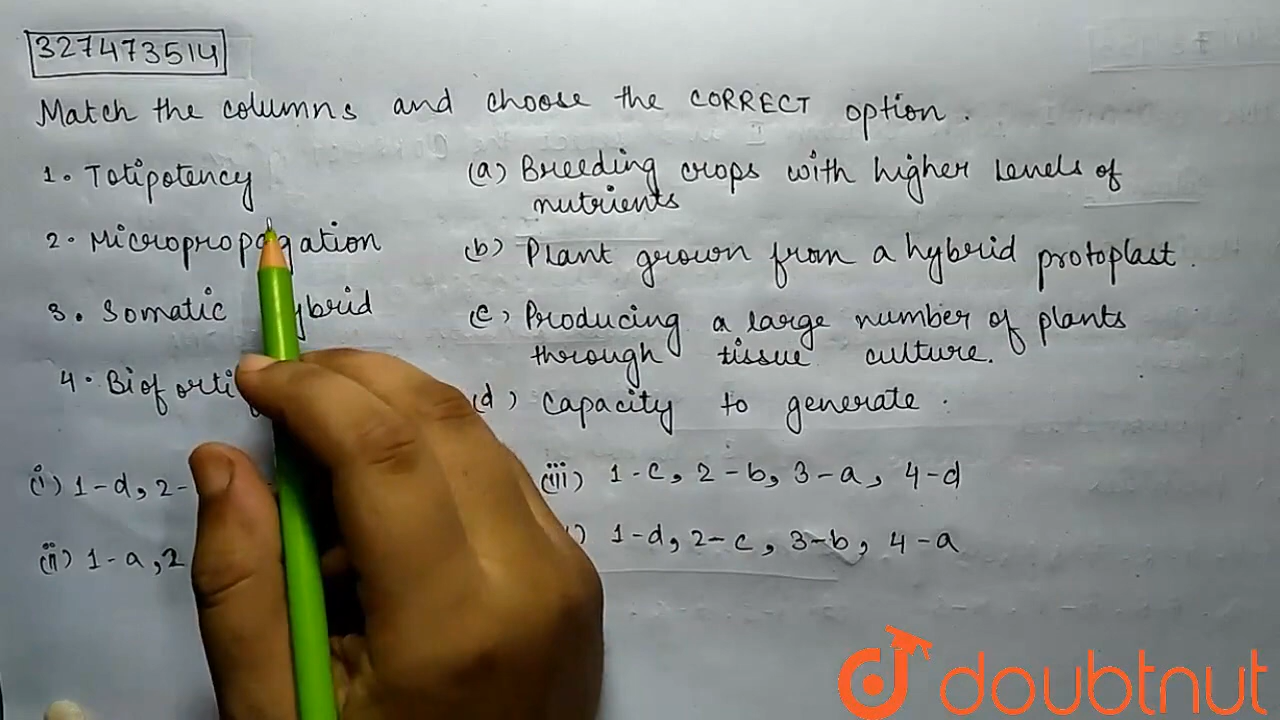 327473514
Match the columns and choose the CORRECT option.
1. Totipotency
(a) Breeding crops with higher levels of
nutrients
2. Micropropagation
(b) Plant grown from a hybrid protoplast.
3. Somatic hybrid
(c) Producing a large number of plants
through tissue culture.
4.
(d) Capacity to generate.
(i) 1-d, 2-
(iii) 1-c, 2-b, 3-a, 4-d
(ii) 1-a, 2
1-d, 2-c, 3-b, 4-a
doubtnut